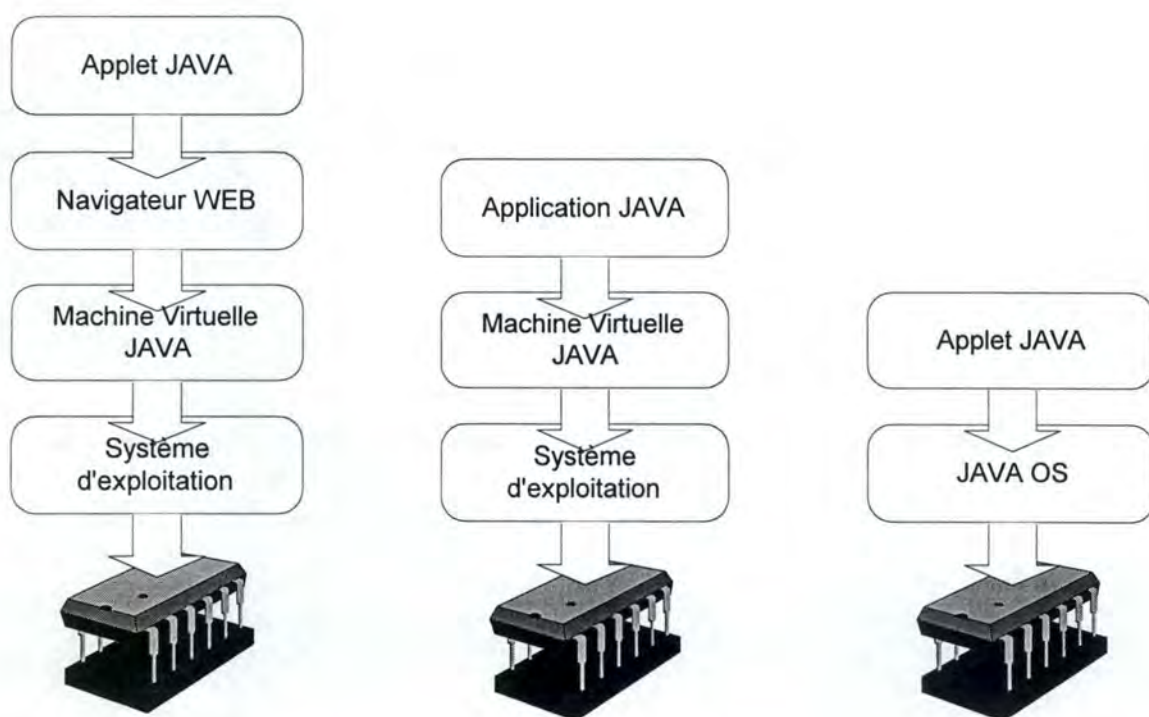 Applet JAVA
Navigateur WEB
Machine Virtuelle
JAVA
Système
d'exploitation
Application JAVA
Machine Virtuelle
JAVA
Système
d'exploitation
Applet JAVA
JAVA OS